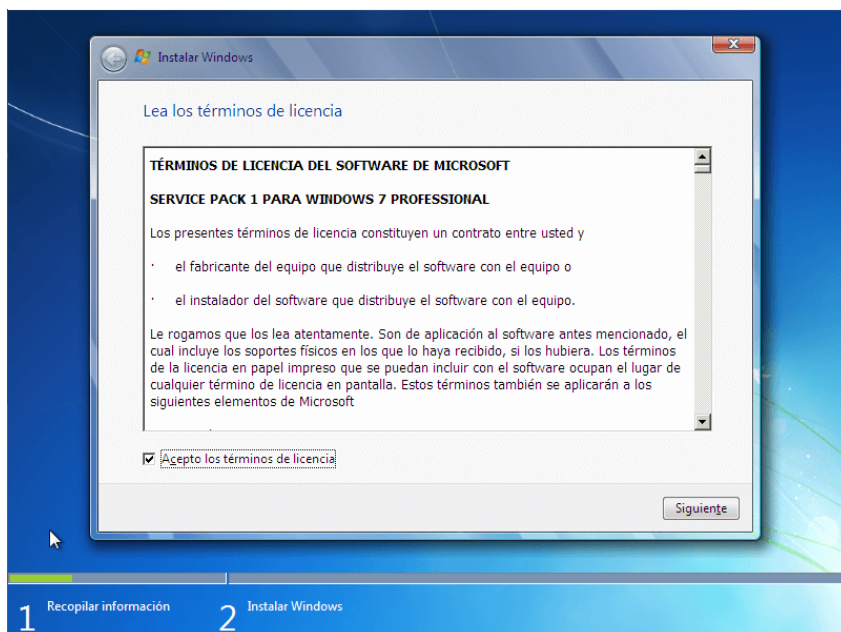 Instalar Windows
Lea los términos de licencia
TÉRMINOS DE LICENCIA DEL SOFTWARE DE MICROSOFT
SERVICE PACK 1 PARA WINDOWS 7 PROFESSIONAL
Los presentes términos de licencia constituyen un contrato entre usted y
· el fabricante del equipo que distribuye el software con el equipo o
· el instalador del software que distribuye el software con el equipo.
Le rogamos que los lea atentamente. Son de aplicación al software antes mencionado, el
cual incluye los soportes físicos en los que lo haya recibido, si los hubiera. Los términos
de la licencia en papel impreso que se puedan incluir con el software ocupan el lugar de
cualquier término de licencia en pantalla. Estos términos también se aplicarán a los
siguientes elementos de Microsoft
Acepto los términos de licencia
Siguiente
1 Recopilar información
2 Instalar Windows